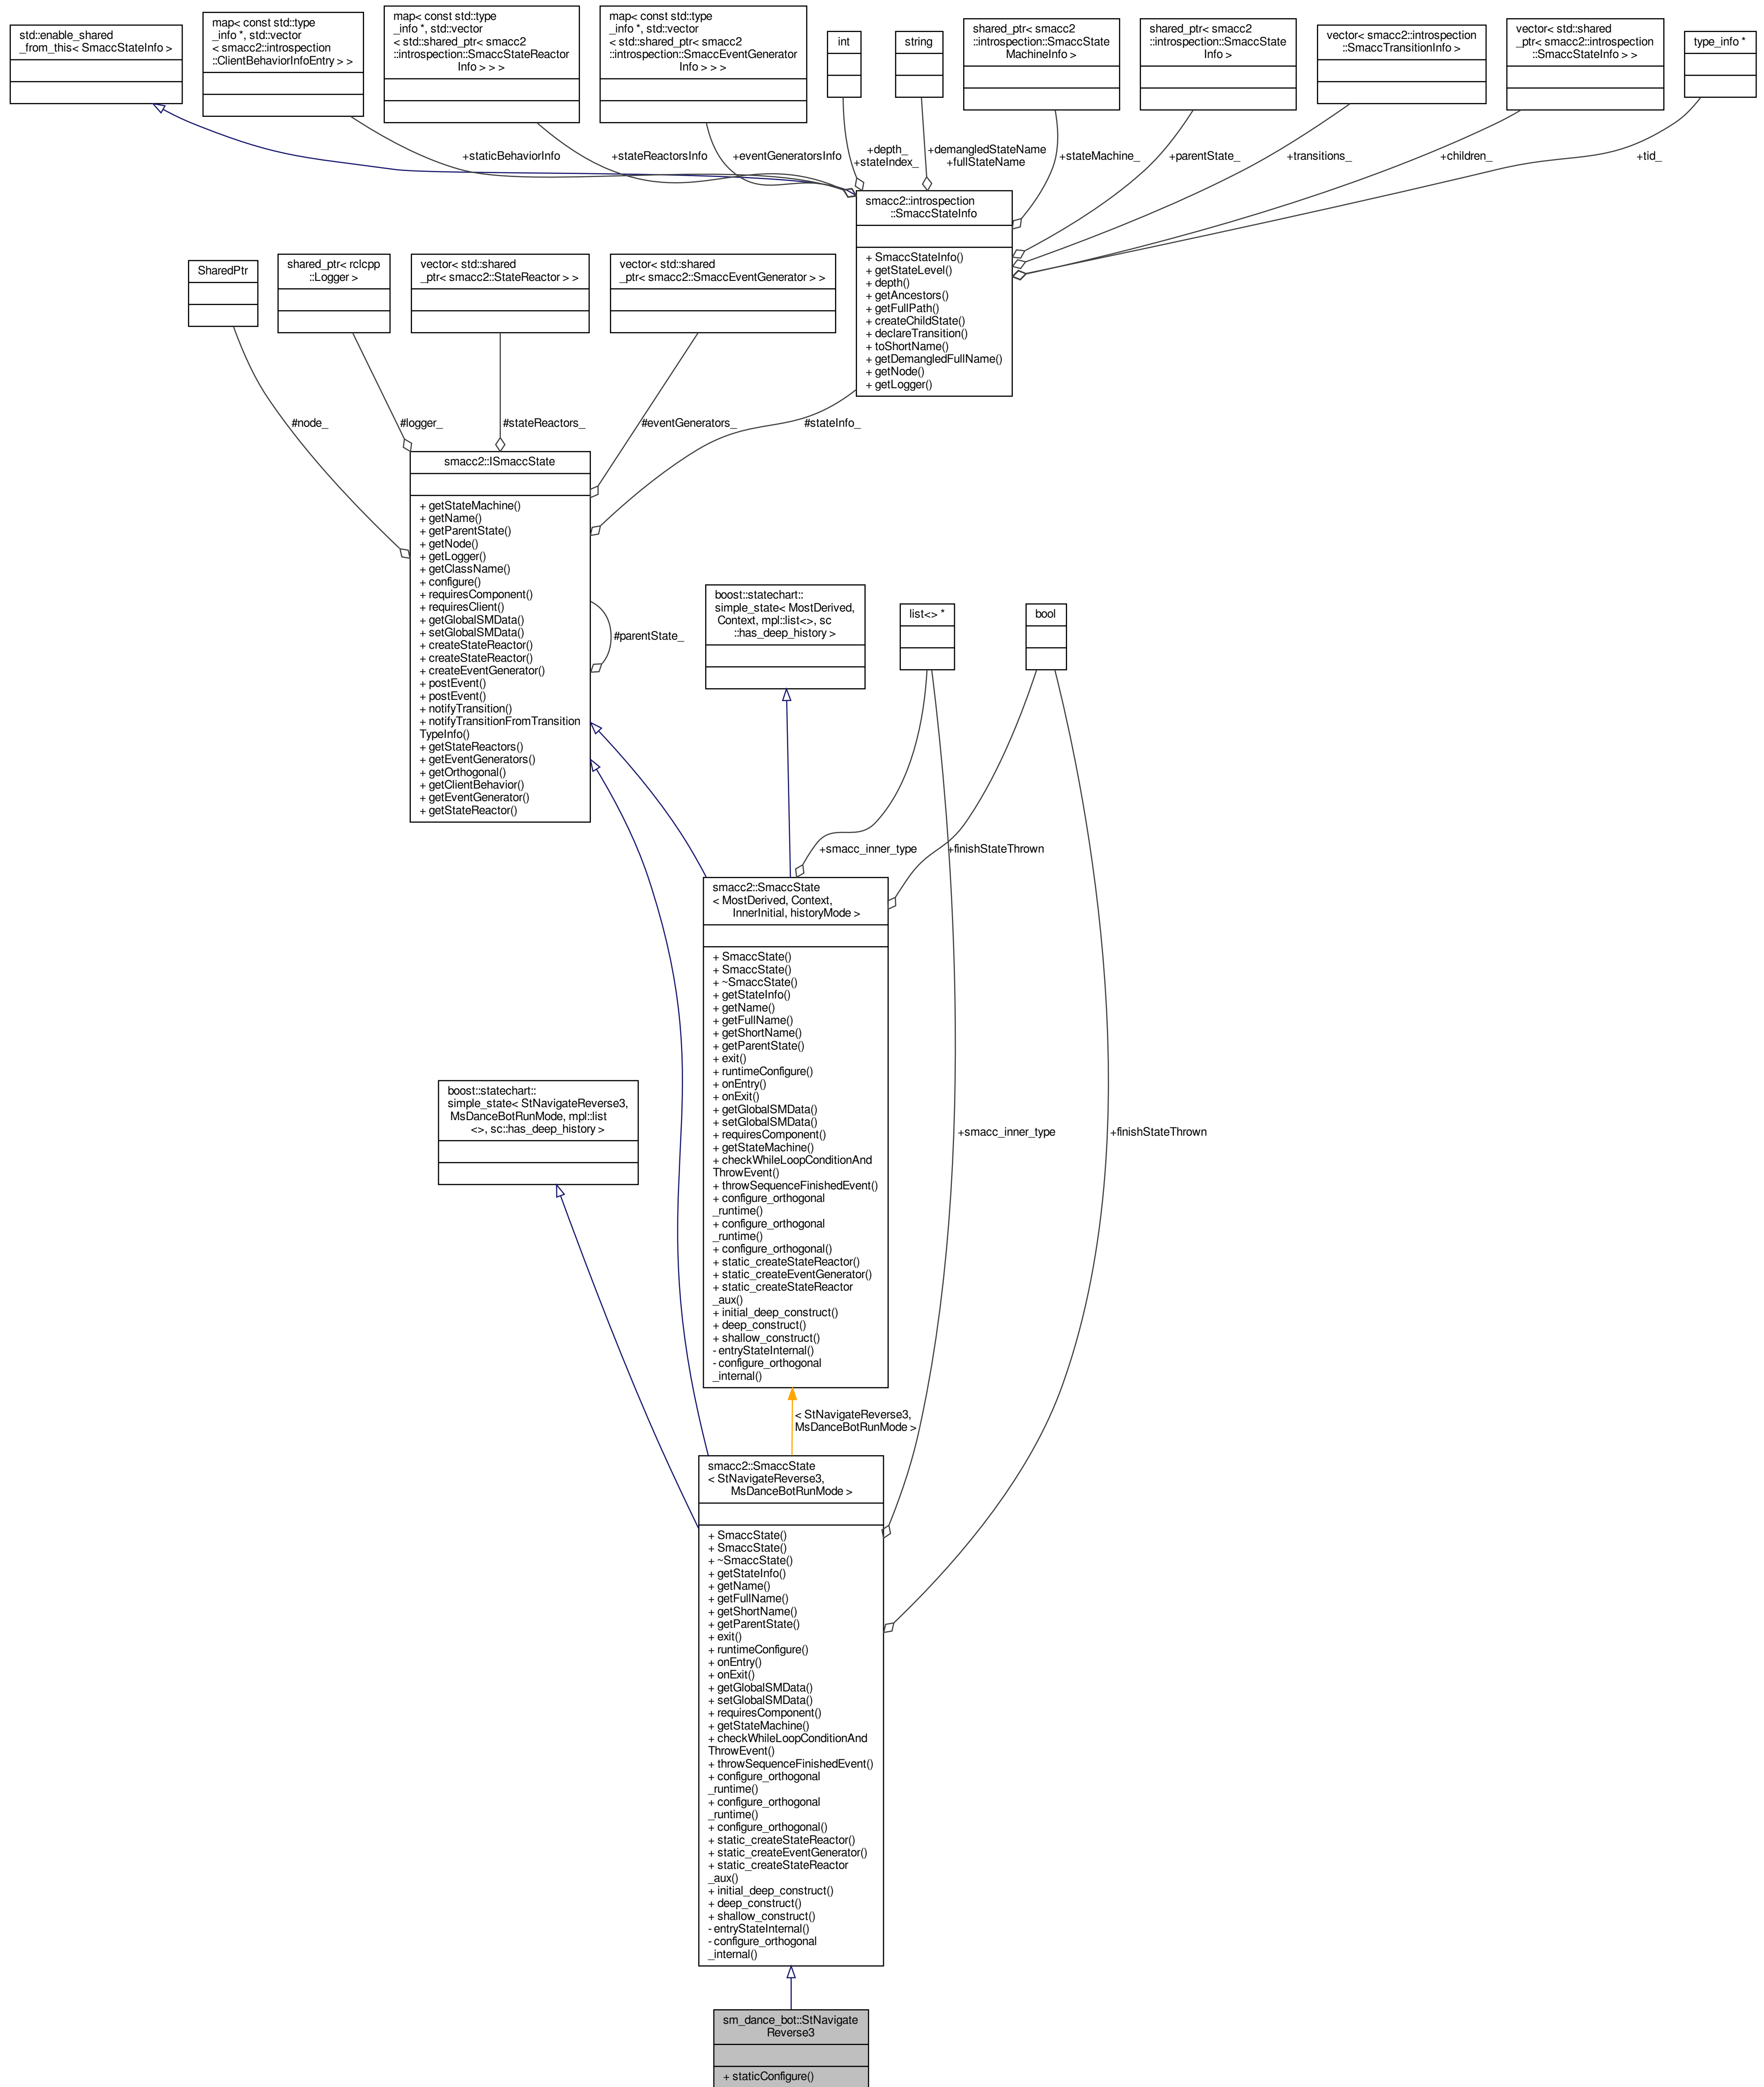 std::enable_shared
_from_this< SmaccStateInfo >
map< const std::type
_info *, std::vector
< smacc2::introspection
::ClientBehaviorInfoEntry > >
map< const std::type
_info *, std::vector
< std::shared_ptr< smacc2
::introspection::SmaccStateReactor
Info > > >
map< const std::type
_info *, std::vector
< std::shared_ptr< smacc2
::introspection::SmaccEventGenerator
Info > > >
int
string
shared_ptr< smacc2
::introspection::SmaccState
MachineInfo >
shared_ptr< smacc2
::introspection::SmaccState
Info >
vector< smacc2::introspection
::SmaccTransitionInfo >
vector< std::shared
_ptr< smacc2::introspection
::SmaccStateInfo > >
type_info *
+staticBehaviorInfo
+stateReactorsInfo
+eventGeneratorsInfo
+depth_
+stateIndex_
+demangledStateName
+fullStateName
+stateMachine_
+parentState_
+transitions_
+children_
+tid_
smacc2::introspection
::SmaccStateInfo
+ SmaccStateInfo()
+ getStateLevel()
+ depth()
+ getAncestors()
+ getFullPath()
+ createChildState()
+ declareTransition()
+ toShortName()
+ getDemangledFullName()
+ getNode()
+ getLogger()
SharedPtr
shared_ptr< rclcpp
::Logger >
vector< std::shared
_ptr< smacc2::StateReactor > >
vector< std::shared
_ptr< smacc2::SmaccEventGenerator > >
#node_
#logger_
#stateReactors_
#eventGenerators_
#stateInfo_
smacc2::ISmaccState
+ getStateMachine()
+ getName()
+ getParentState()
+ getNode()
+ getLogger()
+ getClassName()
+ configure()
+ requiresComponent()
+ requiresClient()
+ getGlobalSMData()
+ setGlobalSMData()
+ createStateReactor()
+ createStateReactor()
+ createEventGenerator()
+ postEvent()
+ postEvent()
+ notifyTransition()
+ notifyTransitionFromTransition
TypeInfo()
+ getStateReactors()
+ getEventGenerators()
+ getOrthogonal()
+ getClientBehavior()
+ getEventGenerator()
+ getStateReactor()
#parentState_
boost::statechart::
simple_state< MostDerived,
Context, mpl::list<>, sc
::has_deep_history >
list<> *
bool
+smacc_inner_type
+finishStateThrown
smacc2::SmaccState
< MostDerived, Context,
InnerInitial, historyMode >
+ SmaccState()
+ SmaccState()
+ ~SmaccState()
+ getStateInfo()
+ getName()
+ getFullName()
+ getShortName()
+ getParentState()
+ exit()
+ runtimeConfigure()
+ onEntry()
+ onExit()
+ getGlobalSMData()
+ setGlobalSMData()
+ requiresComponent()
+ getStateMachine()
+ checkWhileLoopConditionAnd
ThrowEvent()
+ throwSequenceFinishedEvent()
+ configure_orthogonal
_runtime()
+ configure_orthogonal
_runtime()
+ configure_orthogonal()
+ static_createStateReactor()
+ static_createEventGenerator()
+ static_createStateReactor
_aux()
+ initial_deep_construct()
+ deep_construct()
+ shallow_construct()
- entryStateInternal()
- configure_orthogonal
_internal()
boost::statechart::
simple_state< StNavigateReverse3,
MsDanceBotRunMode, mpl::list
<>, sc::has_deep_history >
+smacc_inner_type
+finishStateThrown
< StNavigateReverse3,
MsDanceBotRunMode >
smacc2::SmaccState
< StNavigateReverse3,
MsDanceBotRunMode >
+ SmaccState()
+ SmaccState()
+ ~SmaccState()
+ getStateInfo()
+ getName()
+ getFullName()
+ getShortName()
+ getParentState()
+ exit()
+ runtimeConfigure()
+ onEntry()
+ onExit()
+ getGlobalSMData()
+ setGlobalSMData()
+ requiresComponent()
+ getStateMachine()
+ checkWhileLoopConditionAnd
ThrowEvent()
+ throwSequenceFinishedEvent()
+ configure_orthogonal
_runtime()
+ configure_orthogonal
_runtime()
+ configure_orthogonal()
+ static_createStateReactor()
+ static_createEventGenerator()
+ static_createStateReactor
_aux()
+ initial_deep_construct()
+ deep_construct()
+ shallow_construct()
- entryStateInternal()
- configure_orthogonal
_internal()
sm_dance_bot::StNavigate
Reverse3
+ staticConfigure()